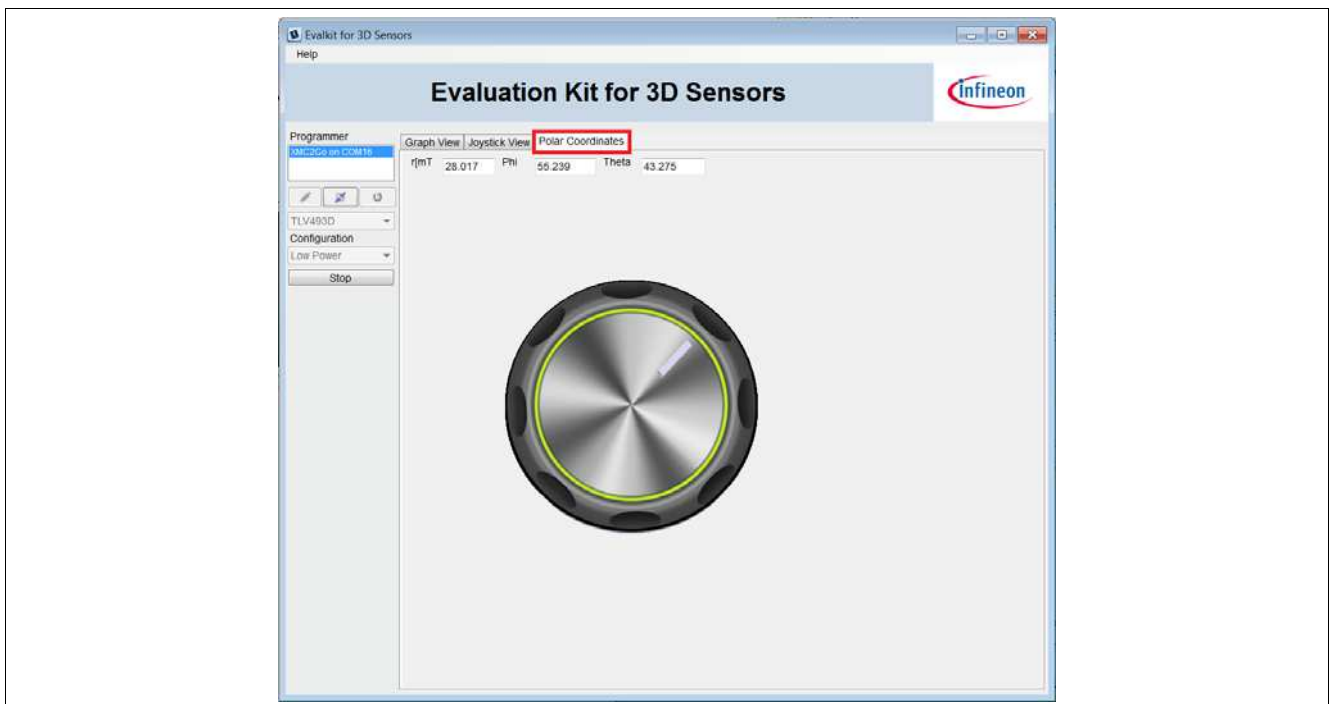 Evalkit for 3D Sensors
Help
Evaluation Kit for 3D Sensors
infineon
Programmer
XMC2Go on COM16
Graph View Joystick View Polar Coordinates
r[mT 28.017 Phi 55.239 Theta 43.275
TLV493D
Configuration
Low Power
Stop